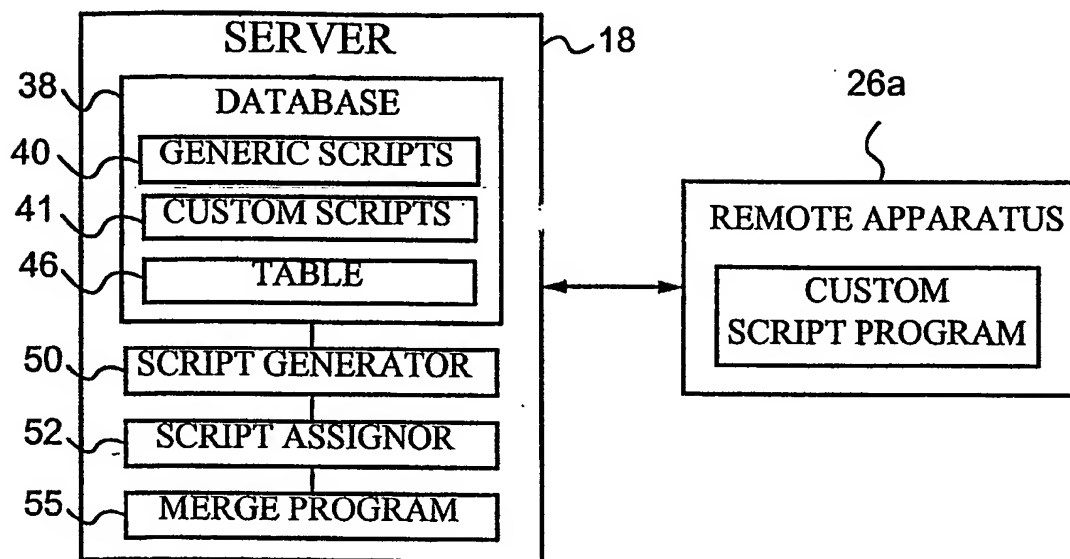 SERVER
18
38
DATABASE
40
GENERIC SCRIPTS
41
CUSTOM SCRIPTS
46
TABLE
50
SCRIPT GENERATOR
52
SCRIPT ASSIGNOR
55
MERGE PROGRAM
26a
REMOTE APPARATUS
CUSTOM
SCRIPT PROGRAM